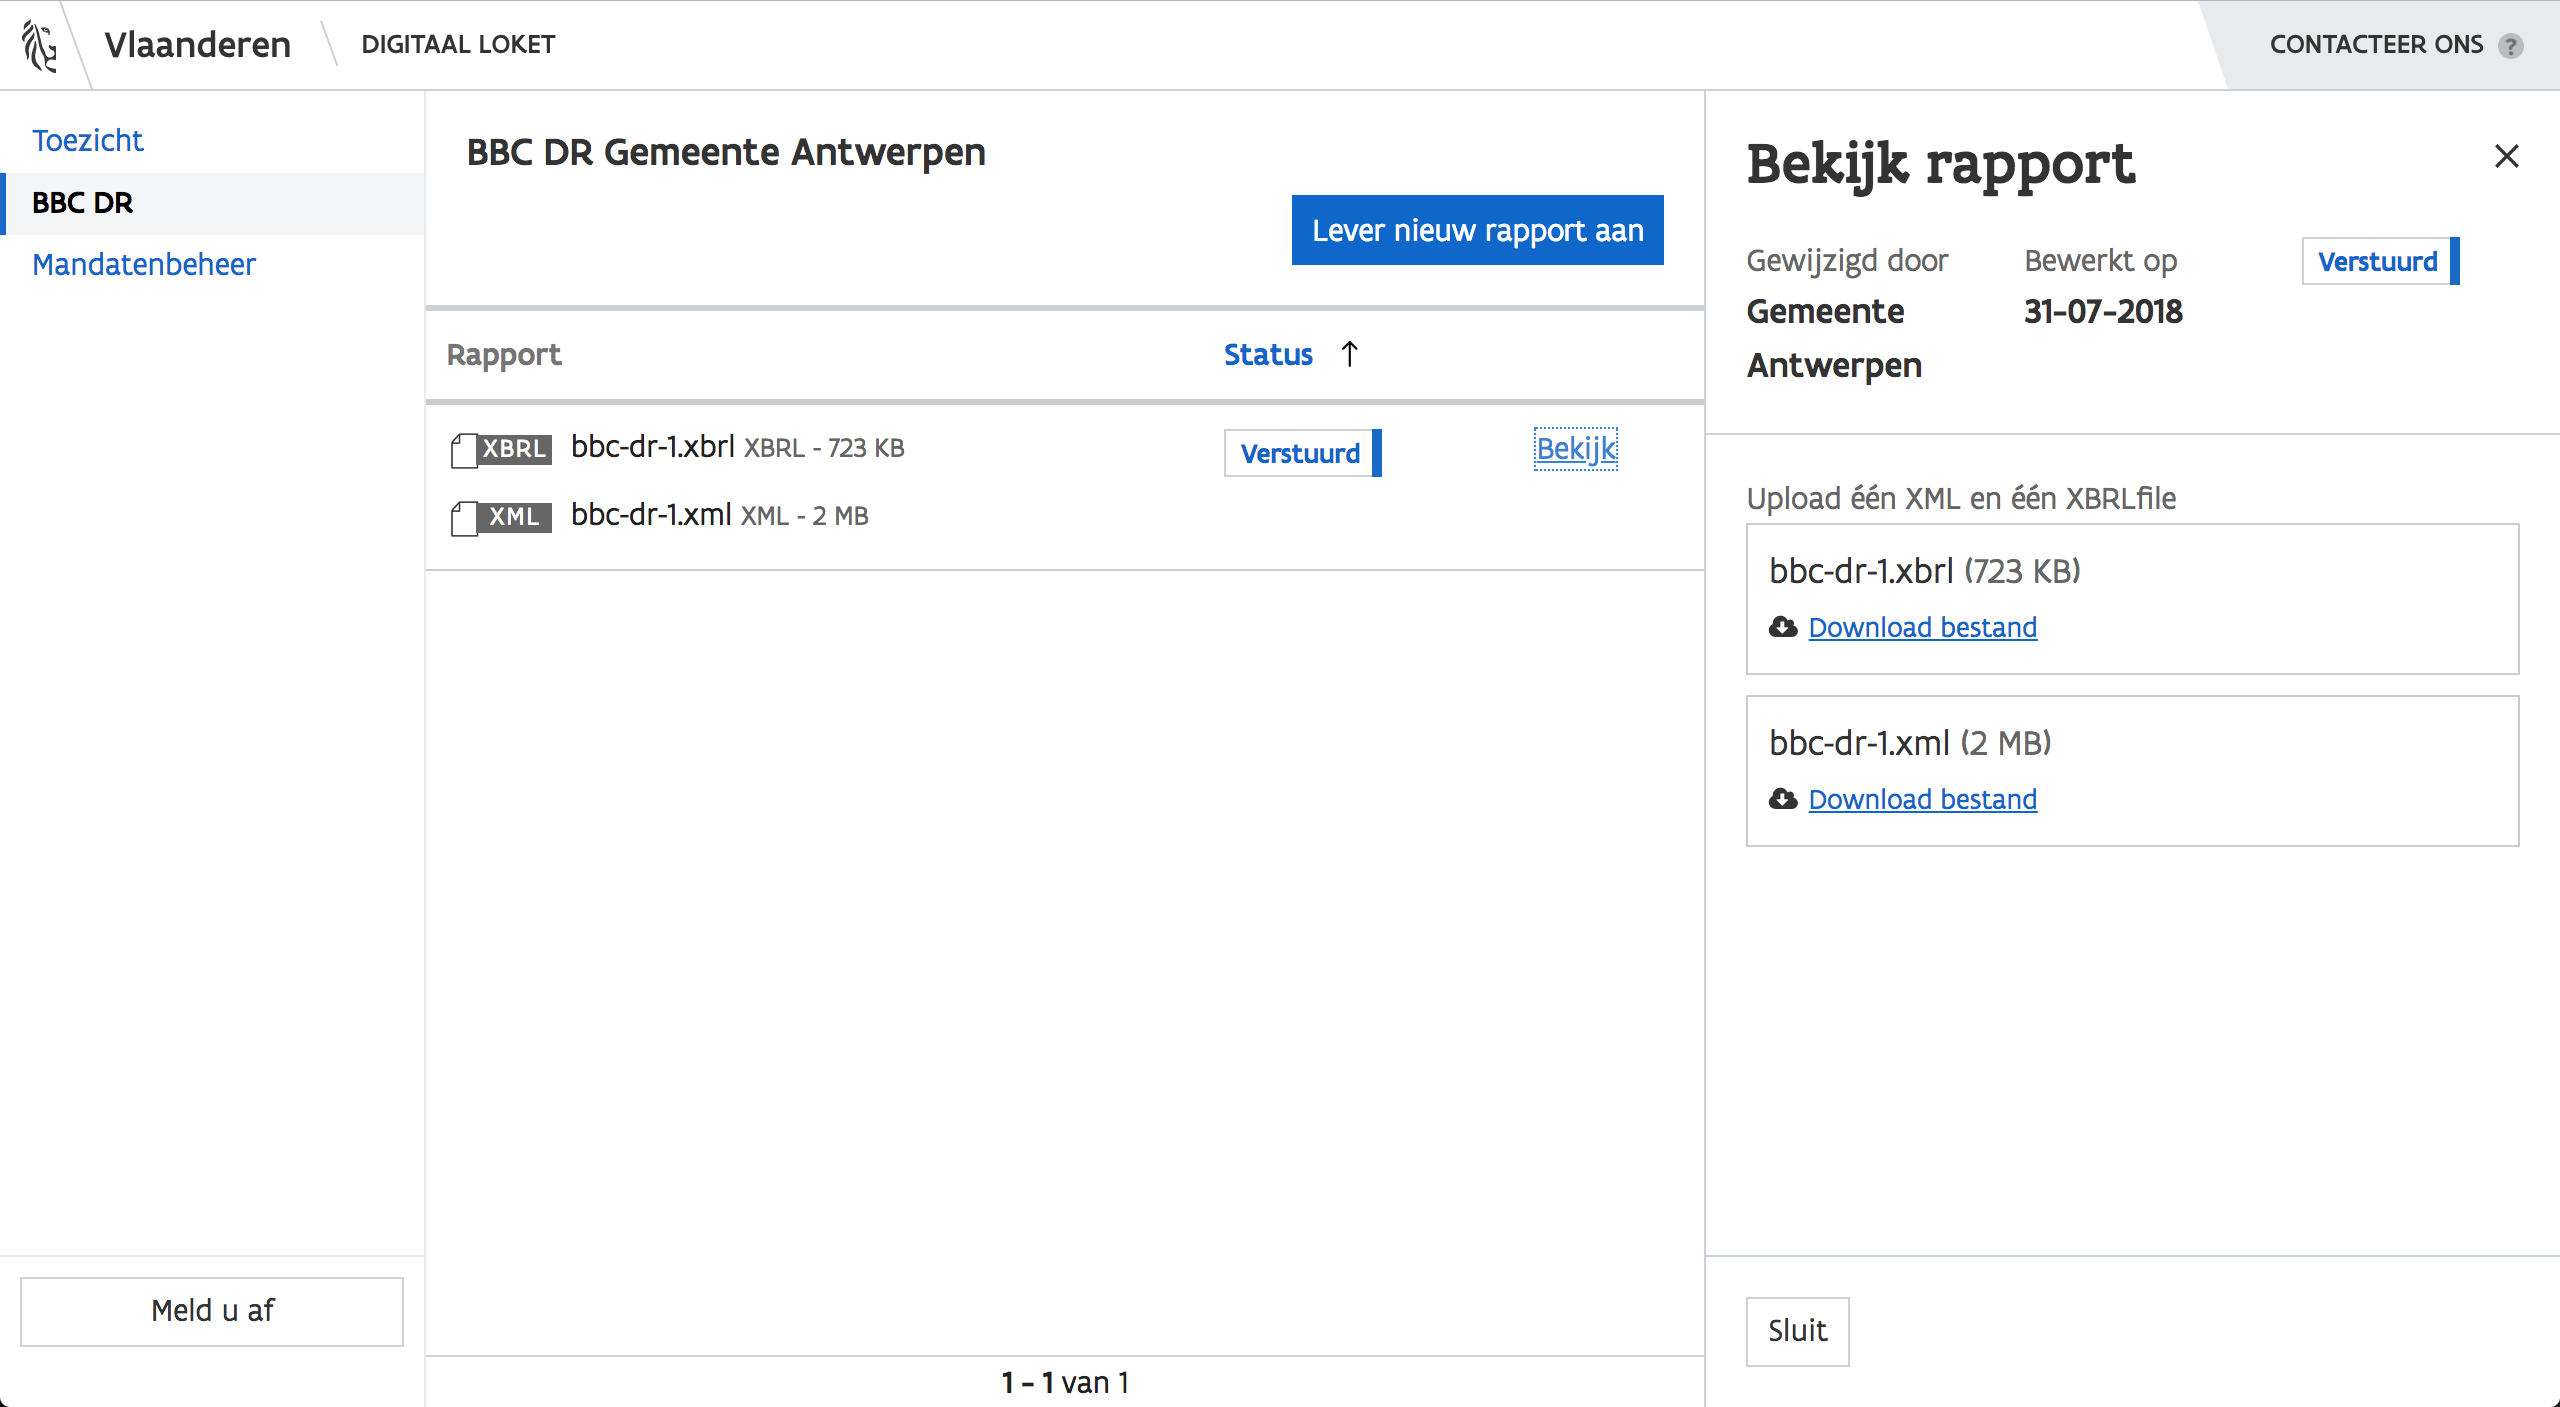 Vlaanderen
DIGITAAL LOKET
CONTACTEER ONS ?
Toezicht
BBC DR
Mandatenbeheer
Meld u af
BBC DR Gemeente Antwerpen
Lever nieuw rapport aan
Rapport
Status ↑
XBRL bbc-dr-1.xbrl XBRL - 723 KB
Verstuurd
Bekijk
XML bbc-dr-1.xml XML - 2 MB
1 - 1 van 1
Bekijk rapport
Gewijzigd door
Gemeente
Antwerpen
Bewerkt op
31-07-2018
Verstuurd
Upload één XML en één XBRLfile
bbc-dr-1.xbrl (723 KB)
Download bestand
bbc-dr-1.xml (2 MB)
Download bestand
Sluit